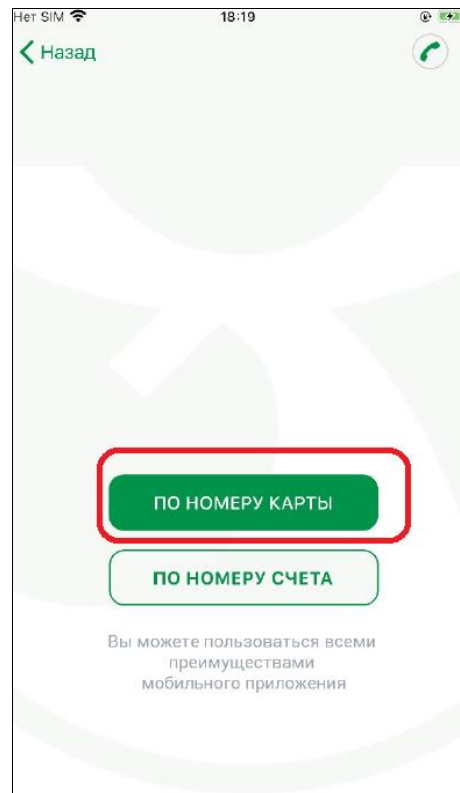 Нет SIM 18:19
Назад
ПО НОМЕРУ КАРТЫ
ПО НОМЕРУ СЧЕТА
Вы можете пользоваться всеми
преимуществами
мобильного приложения